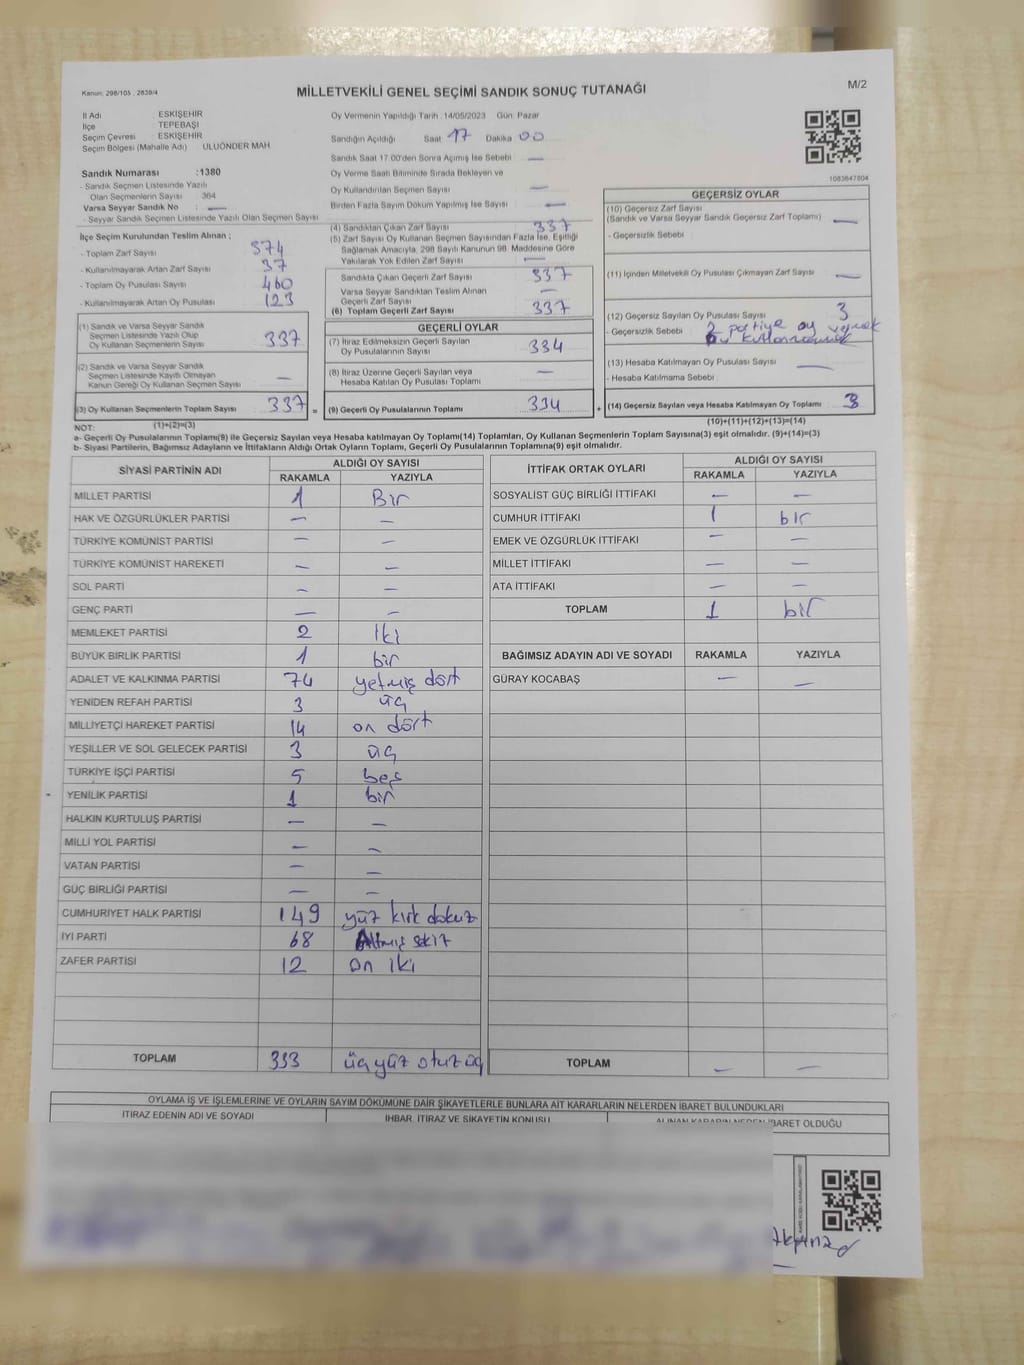 Kanun: 298/105 , 2839/4
MİLLETVEKİLİ GENEL SEÇİMİ SANDIK SONUÇ TUTANAĞI
M/2
İl Adı ESKİŞEHİR
İlçe TEPEBAŞI
Seçim Çevresi ESKİŞEHİR
Seçim Bölgesi (Mahalle Adı) ULUÖNDER MAH
Sandık Numarası :1380
- Sandık Seçmen Listesinde Yazılı
Olan Seçmenlerin Sayısı 364
Varsa Seyyar Sandık No : —
- Seyyar Sandık Seçmen Listesinde Yazılı Olan Seçmen Sayısı
Oy Vermenin Yapıldığı Tarih :14/05/2023 Gün: Pazar
Sandığın Açıldığı Saat 17 Dakika 00
Sandık Saat 17.00'den Sonra Açılmış İse Sebebi : —
Oy Verme Saati Bitiminde Sırada Bekleyen ve
Oy Kullandırılan Seçmen Sayısı : —
Birden Fazla Sayım Döküm Yapılmış İse Sayısı : —
1083647804
İlçe Seçim Kurulundan Teslim Alınan ;
- Toplam Zarf Sayısı 374
- Kullanılmayarak Artan Zarf Sayısı 37
- Toplam Oy Pusulası Sayısı 460
- Kullanılmayarak Artan Oy Pusulası 123
(1) Sandık ve Varsa Seyyar Sandık
Seçmen Listesinde Yazılı Olup
Oy Kullanan Seçmenlerin Sayısı 337
(2) Sandık ve Varsa Seyyar Sandık
Seçmen Listesinde Kayıtlı Olmayan
Kanun Gereği Oy Kullanan Seçmen Sayısı —
(3) Oy Kullanan Seçmenlerin Toplam Sayısı 337 =
(1)+(2)=(3)
(4) Sandıktan Çıkan Zarf Sayısı 337
(5) Zarf Sayısı Oy Kullanan Seçmen Sayısından Fazla İse, Eşitliği
Sağlamak Amacıyla, 298 Sayılı Kanunun 98. Maddesine Göre
Yakılarak Yok Edilen Zarf Sayısı : —
Sandıkta Çıkan Geçerli Zarf Sayısı 337
Varsa Seyyar Sandıktan Teslim Alınan
Geçerli Zarf Sayısı —
(6) Toplam Geçerli Zarf Sayısı 337
GEÇERLİ OYLAR
(7) İtiraz Edilmeksizin Geçerli Sayılan
Oy Pusulalarının Sayısı 334
(8) İtiraz Üzerine Geçerli Sayılan veya
Hesaba Katılan Oy Pusulası Toplamı —
(9) Geçerli Oy Pusulalarının Toplamı 334 +
GEÇERSİZ OYLAR
(10) Geçersiz Zarf Sayısı
(Sandık ve Varsa Seyyar Sandık Geçersiz Zarf Toplamı) —
- Geçersizlik Sebebi :
(11) İçinden Milletvekili Oy Pusulası Çıkmayan Zarf Sayısı —
(12) Geçersiz Sayılan Oy Pusulası Sayısı 3
- Geçersizlik Sebebi : 2 partiye oy
(13) Hesaba Katılmayan Oy Pusulası Sayısı —
- Hesaba Katılmama Sebebi :
(14) Geçersiz Sayılan veya Hesaba Katılmayan Oy Toplamı 3
(10)+(11)+(12)+(13)=(14)
NOT:
a- Geçerli Oy Pusulalarının Toplamı(9) ile Geçersiz Sayılan veya Hesaba katılmayan Oy Toplamı(14) Toplamları, Oy Kullanan Seçmenlerin Toplam Sayısına(3) eşit olmalıdır. (9)+(14)=(3)
b- Siyasi Partilerin, Bağımsız Adayların ve İttifakların Aldığı Ortak Oyların Toplamı, Geçerli Oy Pusulalarının Toplamına(9) eşit olmalıdır.
SİYASİ PARTİNİN ADI ALDIĞI OY SAYISI
RAKAMLA YAZIYLA
MİLLET PARTİSİ 1 Bir
HAK VE ÖZGÜRLÜKLER PARTİSİ — —
TÜRKİYE KOMÜNİST PARTİSİ — —
TÜRKİYE KOMÜNİST HAREKETİ — —
SOL PARTİ — —
GENÇ PARTİ — —
MEMLEKET PARTİSİ 2 iki
BÜYÜK BİRLİK PARTİSİ 1 bir
ADALET VE KALKINMA PARTİSİ 74 yetmiş dört
YENİDEN REFAH PARTİSİ 3 üç
MİLLİYETÇİ HAREKET PARTİSİ 14 on dört
YEŞİLLER VE SOL GELECEK PARTİSİ 3 üç
TÜRKİYE İŞÇİ PARTİSİ 5 beş
YENİLİK PARTİSİ 1 bir
HALKIN KURTULUŞ PARTİSİ — —
MİLLİ YOL PARTİSİ — —
VATAN PARTİSİ — —
GÜÇ BİRLİĞİ PARTİSİ — —
CUMHURİYET HALK PARTİSİ 149 yüz kırk dokuz
İYİ PARTİ 68 Altmış sekiz
ZAFER PARTİSİ 12 on iki
TOPLAM 333 üçyüz otuz üç
İTTİFAK ORTAK OYLARI ALDIĞI OY SAYISI
RAKAMLA YAZIYLA
SOSYALİST GÜÇ BİRLİĞİ İTTİFAKI — —
CUMHUR İTTİFAKI 1 bir
EMEK VE ÖZGÜRLÜK İTTİFAKI — —
MİLLET İTTİFAKI — —
ATA İTTİFAKI — —
TOPLAM 1 bir
BAĞIMSIZ ADAYIN ADI VE SOYADI RAKAMLA YAZIYLA
GÜRAY KOCABAŞ — —
TOPLAM — —
OYLAMA İŞ VE İŞLEMLERİNE VE OYLARIN SAYIM DÖKÜMÜNE DAİR ŞİKAYETLERLE BUNLARA AİT KARARLARIN NELERDEN İBARET BULUNDUKLARI
İTİRAZ EDENİN ADI VE SOYADI İHBAR, İTİRAZ VE ŞİKAYETİN KONUSU ALINAN KARARIN NEDEN İBARET OLDUĞU